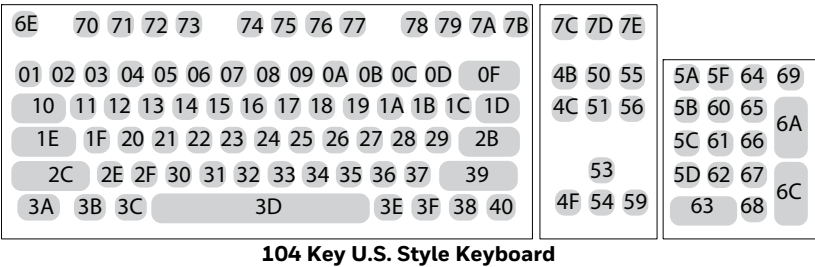 6E 70 71 72 73 74 75 76 77 78 79 7A 7B 7C 7D 7E
01 02 03 04 05 06 07 08 09 0A 0B 0C 0D 0F 4B 50 55 5A 5F 64 69
10 11 12 13 14 15 16 17 18 19 1A 1B 1C 1D 4C 51 56 5B 60 65 6A
1E 1F 20 21 22 23 24 25 26 27 28 29 2B 5C 61 66
2C 2E 2F 30 31 32 33 34 35 36 37 39 53 5D 62 67 6C
3A 3B 3C 3D 3E 3F 38 40 4F 54 59 63 68
104 Key U.S. Style Keyboard